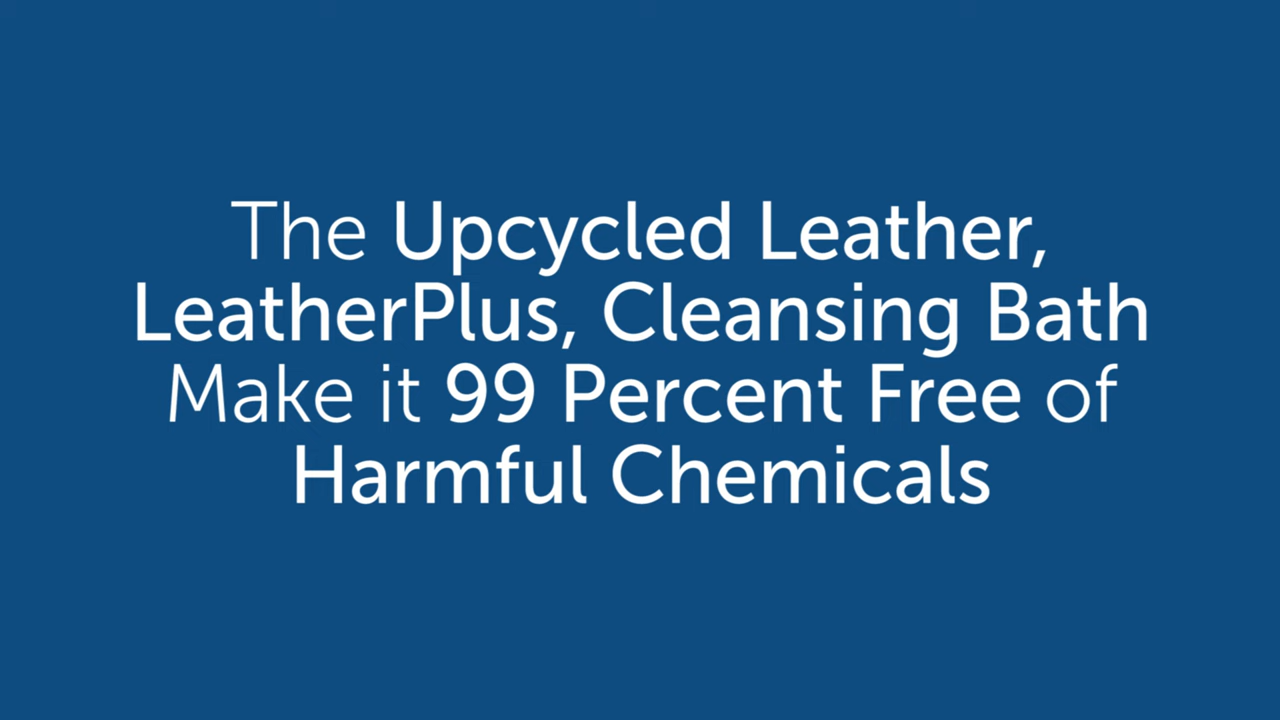 The Upcycled Leather,
LeatherPlus, Cleansing Bath
Make it 99 Percent Free of
Harmful Chemicals